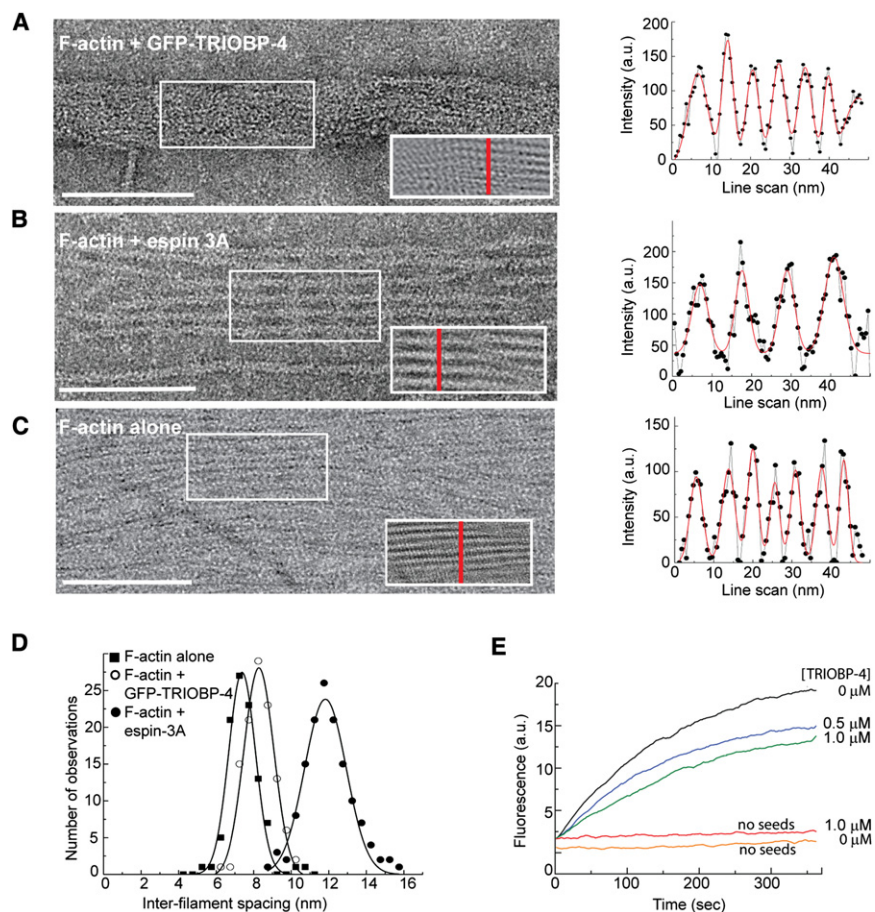 A
F-actin + GFP-TRIOBP-4
Intensity (a.u.)
200
150
100
50
0
0 10 20 30 40
Line scan (nm)
B
F-actin + espin 3A
Intensity (a.u.)
200
150
100
50
0
0 10 20 30 40
Line scan (nm)
C
F-actin alone
Intensity (a.u.)
150
100
50
0
0 10 20 30 40
Line scan (nm)
D
F-actin alone
F-actin +
GFP-TRIOBP-4
F-actin +
espin-3A
Number of observations
25
20
15
10
5
0
0 2 4 6 8 10 12 14 16
Inter-filament spacing (nm)
E
[TRIOBP-4]
0 μM
0.5 μM
1.0 μM
no seeds
1.0 μM
0 μM
no seeds
Fluorescence (a.u.)
20
15
10
5
0
0 100 200 300
Time (sec)